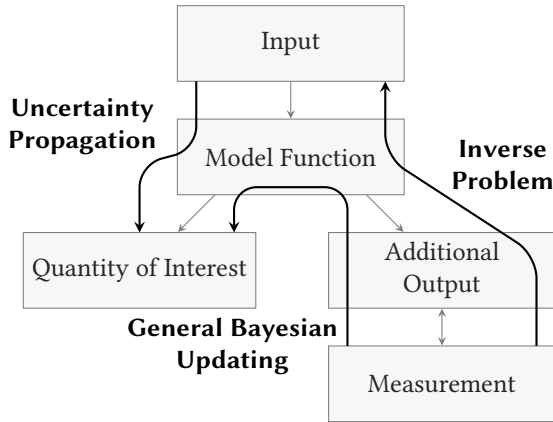 Input
Uncertainty
Propagation
Model Function
Inverse
Problem
Quantity of Interest
Additional
Output
General Bayesian
Updating
Measurement